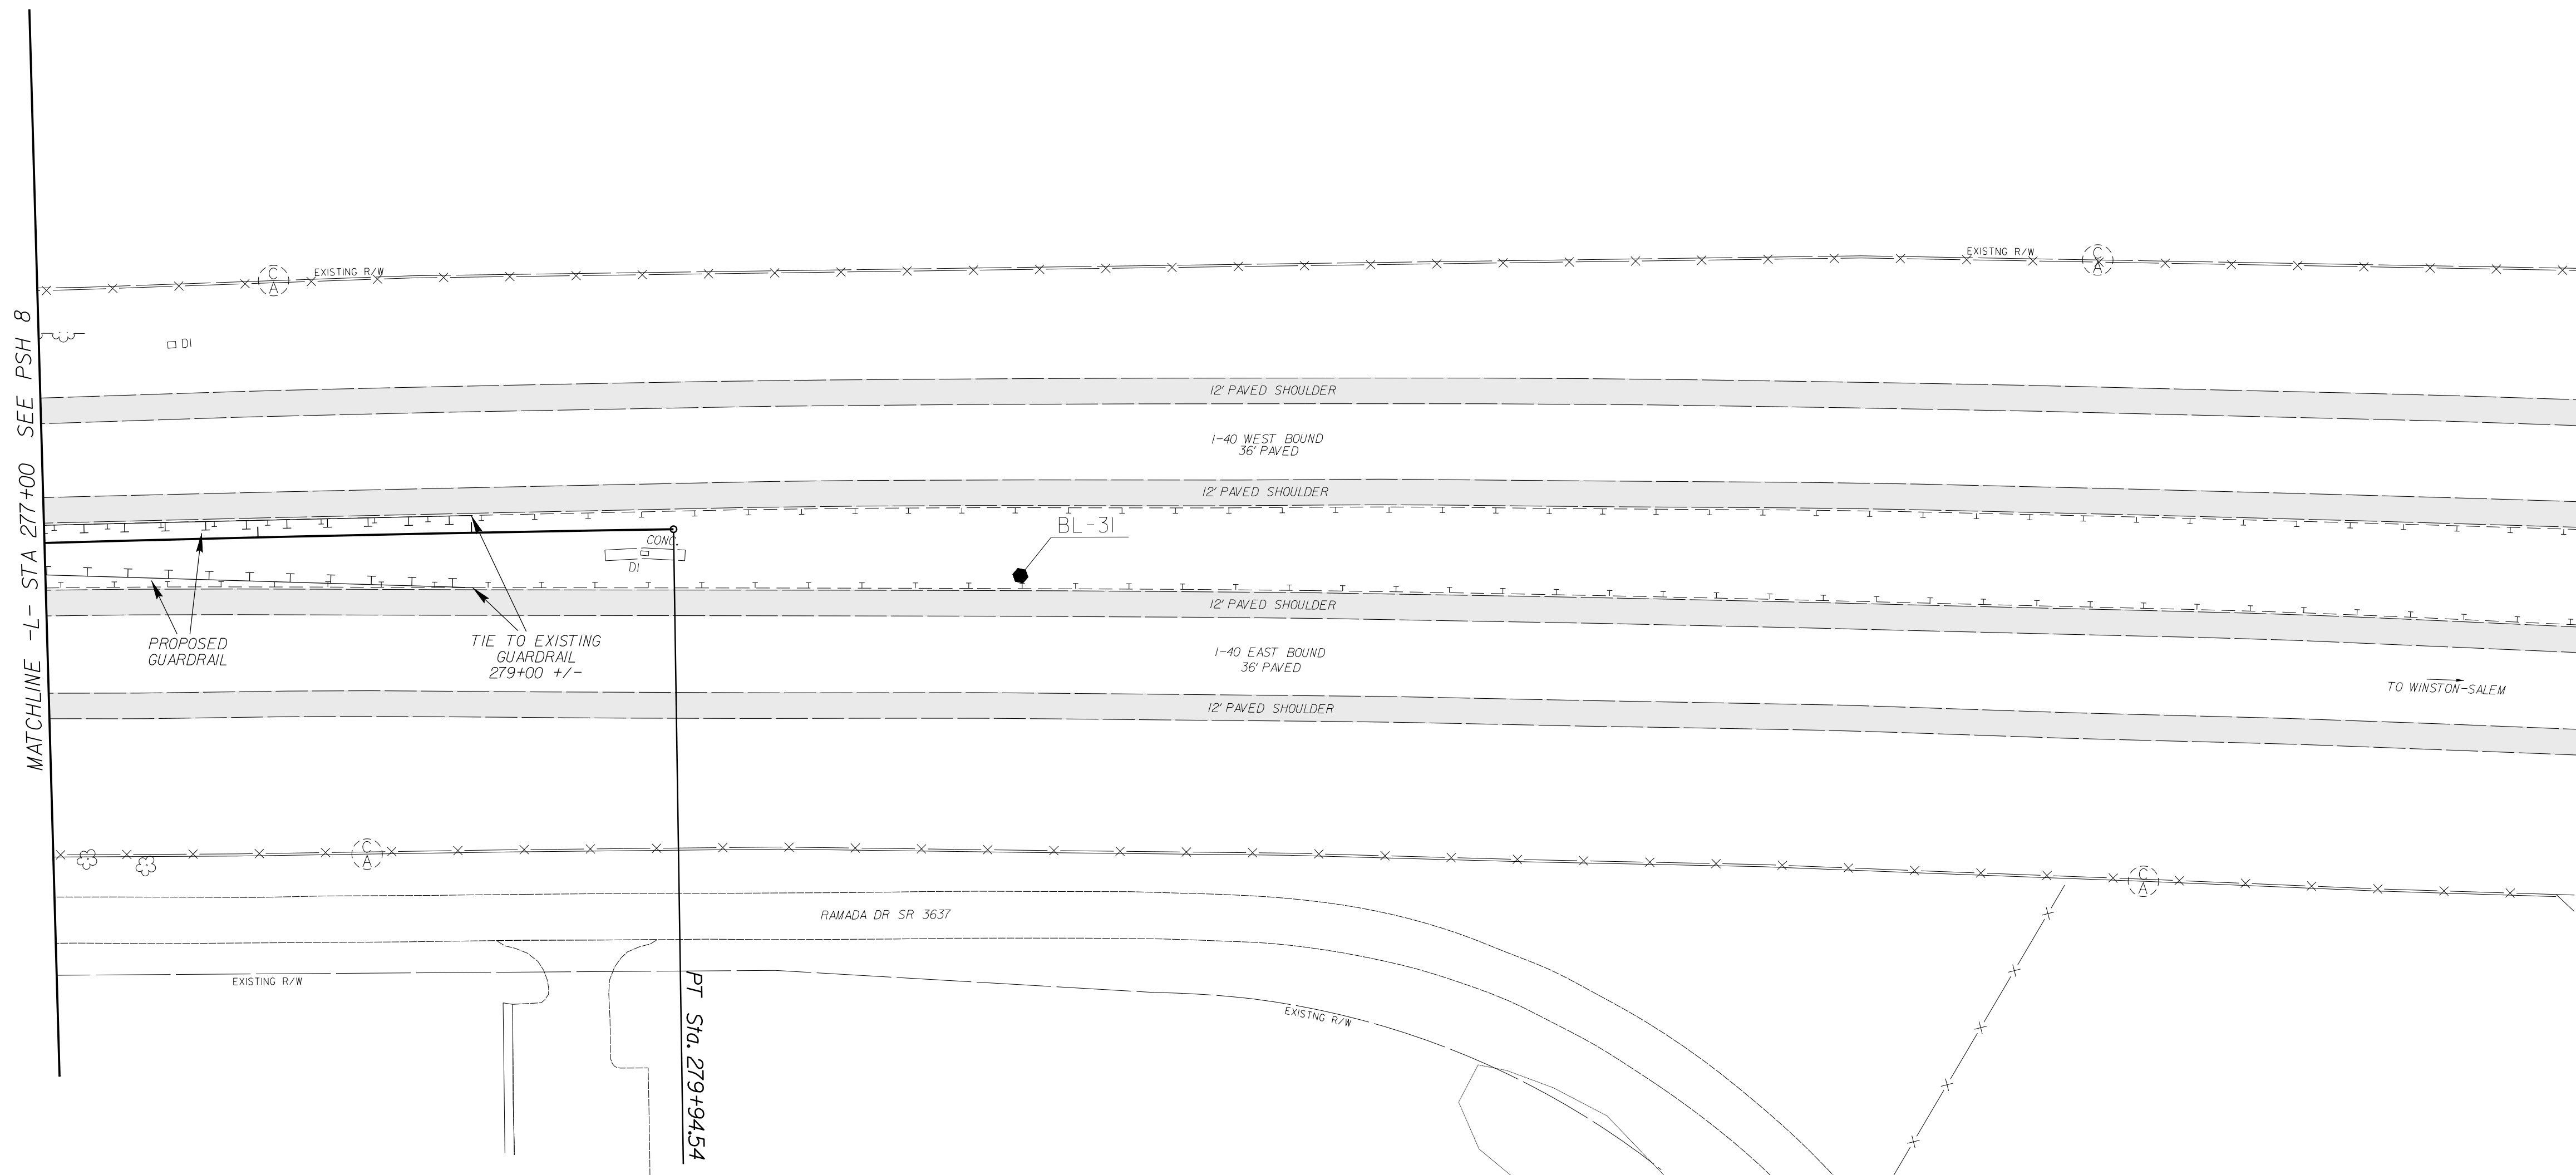 MATCHLINE -L- STA 277+00 SEE PSH 8
C
A
EXISTING R/W
EXISTNG R/W
C
A
DI
12' PAVED SHOULDER
I-40 WEST BOUND
36' PAVED
12' PAVED SHOULDER
BL-31
CONC.
DI
12' PAVED SHOULDER
PROPOSED
GUARDRAIL
TIE TO EXISTING
GUARDRAIL
279+00 +/-
I-40 EAST BOUND
36' PAVED
TO WINSTON-SALEM
12' PAVED SHOULDER
C
A
C
A
RAMADA DR SR 3637
EXISTING R/W
PT Sta. 279+94.54
EXISTNG R/W